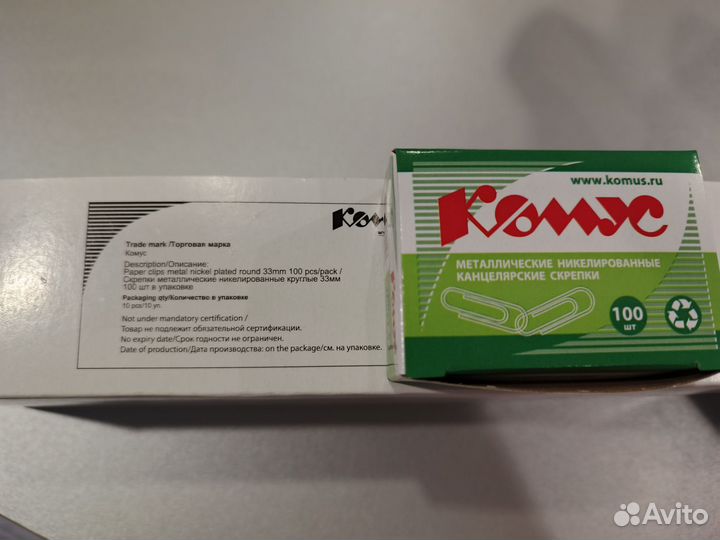 Комус
Trade mark /Торговая марка
Комус
Description/Описание:
Paper clips metal nickel plated round 33mm 100 pcs/pack /
Скрепки металлические никелированные круглые 33мм
100 шт в упаковке
Packaging qty/Количество в упаковке
10 pcs/10 уп.
Not under mandatory certification /
Товар не подлежит обязательной сертификации.
No expiry date/Срок годности не ограничен.
Date of production/Дата производства: on the package/см. на упаковке.
www.komus.ru
Комус
МЕТАЛЛИЧЕСКИЕ НИКЕЛИРОВАННЫЕ
КАНЦЕЛЯРСКИЕ СКРЕПКИ
100
ШТ
Avito